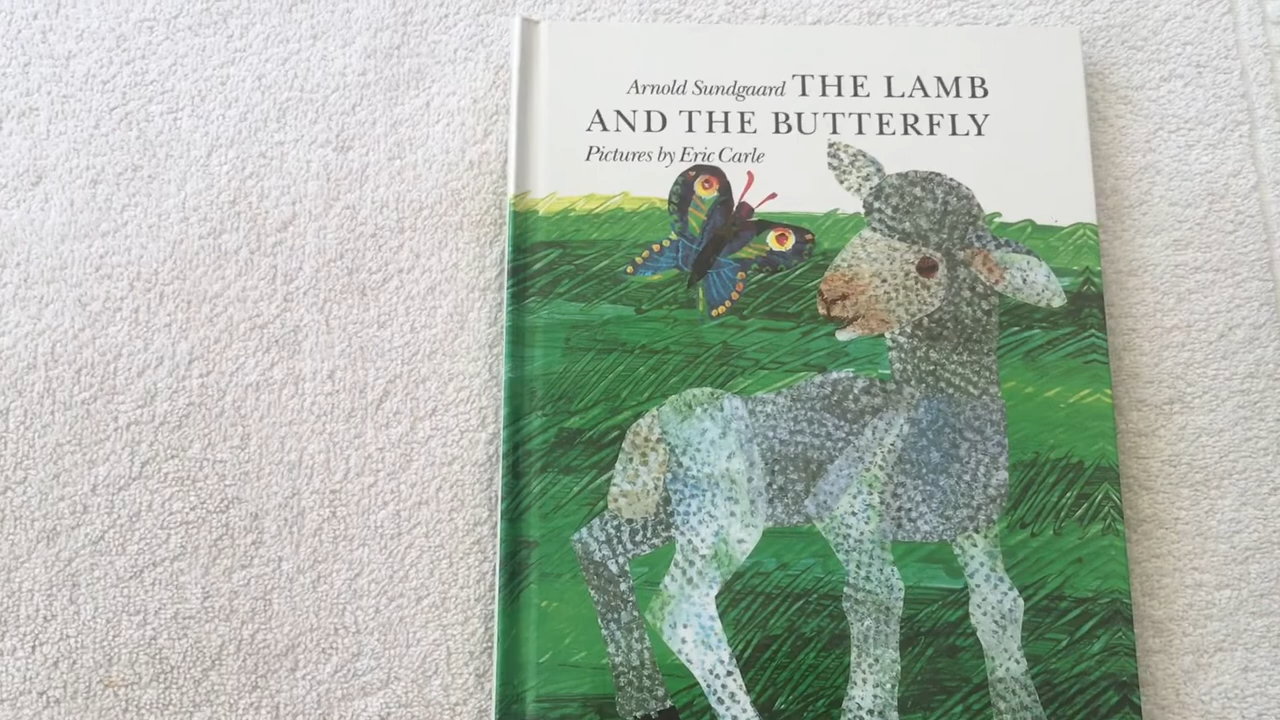 Arnold Sundgaard THE LAMB
AND THE BUTTERFLY
Pictures by Eric Carle